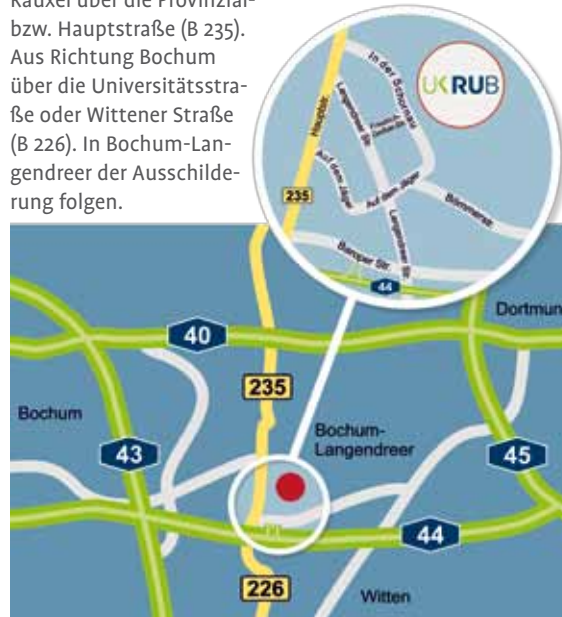 Rauxel über die Provinzial-
bzw. Hauptstraße (B 235).
Aus Richtung Bochum
über die Universitätsstra-
ße oder Wittener Straße
(B 226). In Bochum-Lan-
gendreer der Ausschilde-
rung folgen.
In der Schornau
UK RUB
Hauptstr.
Langendreer Str.
235
Auf dem Jäger
Auf dem Jäger
Bömmerstr.
Langendreer Str.
Baroper Str.
44
Dortmun
40
235
Bochum
Bochum-
Langendreer
43
45
44
226
Witten